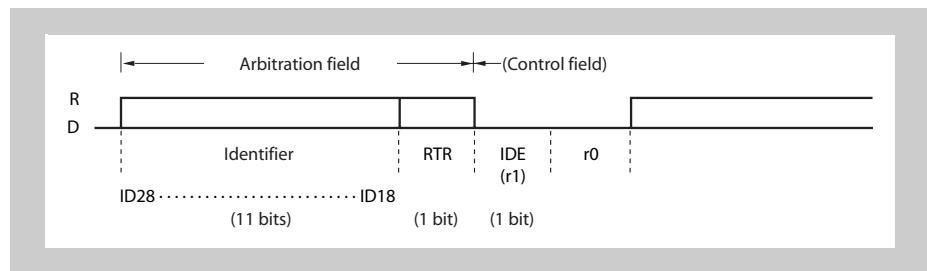 Arbitration field (Control field)
R
D
Identifier RTR IDE r0
(r1)
ID28 ID18
(11 bits) (1 bit) (1 bit)